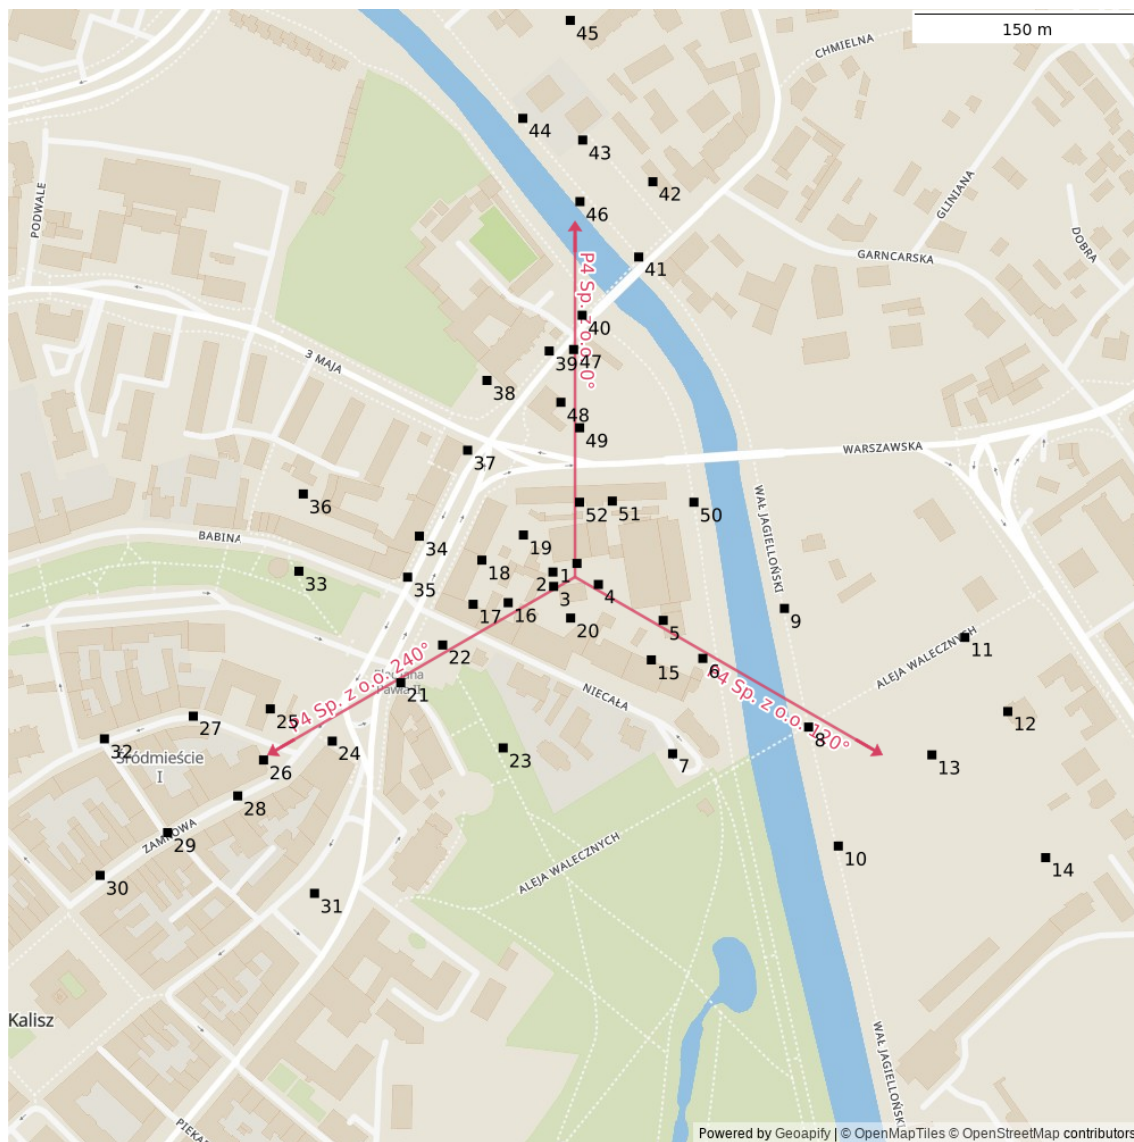 45
150 m
CHMIELNA
44
43
42
PODWALE
46
GLINIANA
DOBRA
41
GARNCARSKA
P4 Sp. z o.o. 0°
40
39
47
3 MAJA
38
48
49
37
WARSZAWSKA
36
WAŁ JAGIELLOŃSKI
52
51
50
BABINA
34
19
18
1
2
33
35
3
4
17
16
20
5
9
ALEJA WALECZNYCH
11
22
P4 Sp. z o.o. 240°
15
6
21
Pawła II
NIECAŁA
P4 Sp. z o.o. 120°
25
27
12
32
24
23
8
Śródmieście
I
26
7
13
28
ZAMKOWA
29
ALEJA WALECZNYCH
10
14
30
31
Kalisz
WAŁ JAGIELLOŃSKI
Powered by Geoapify | © OpenMapTiles © OpenStreetMap contributors